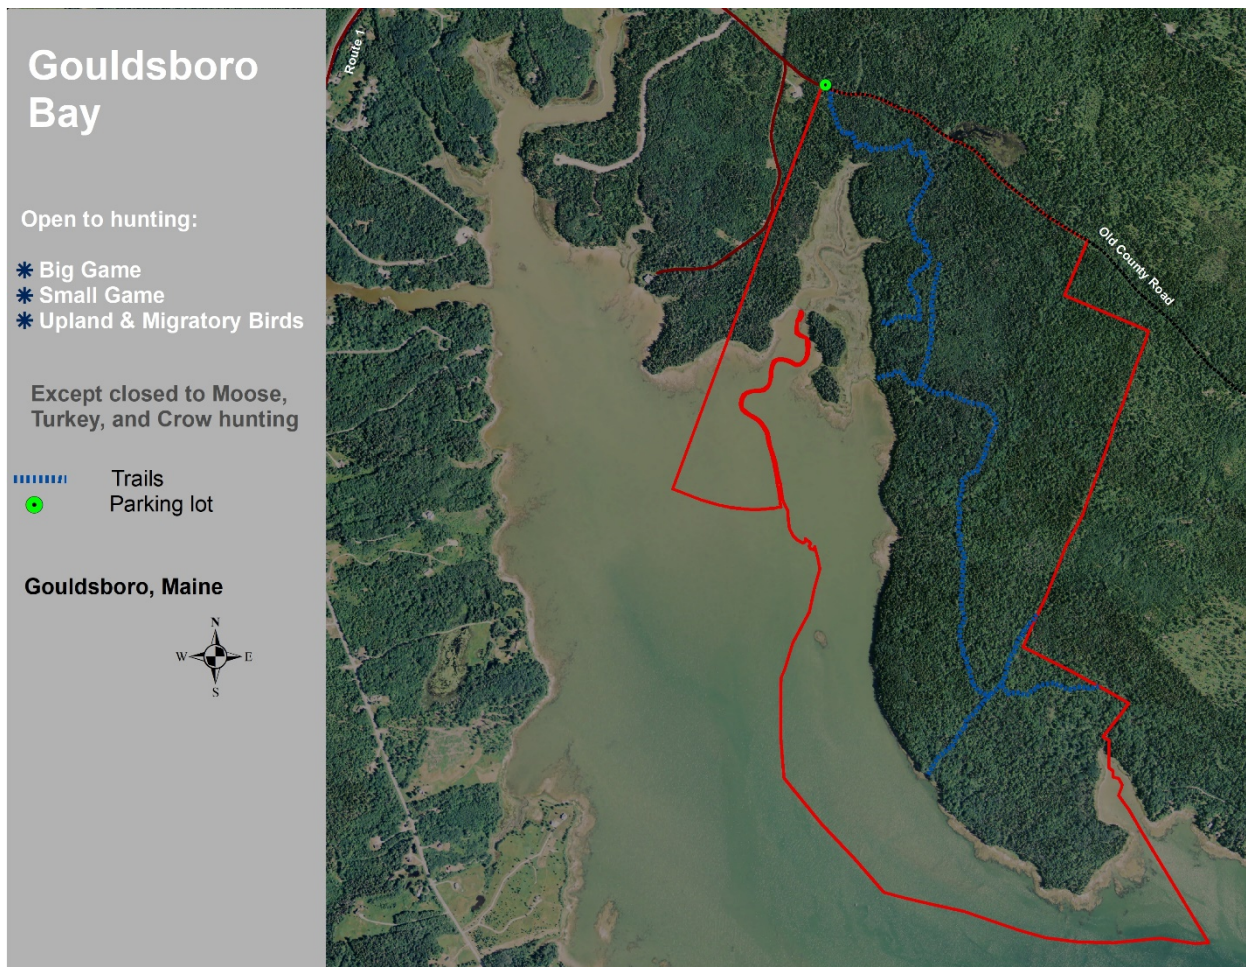 Gouldsboro
Bay
Open to hunting:
Big Game
Small Game
Upland & Migratory Birds
Except closed to Moose,
Turkey, and Crow hunting
Trails
Parking lot
Gouldsboro, Maine
N
W E
S
Route 1
Old County Road